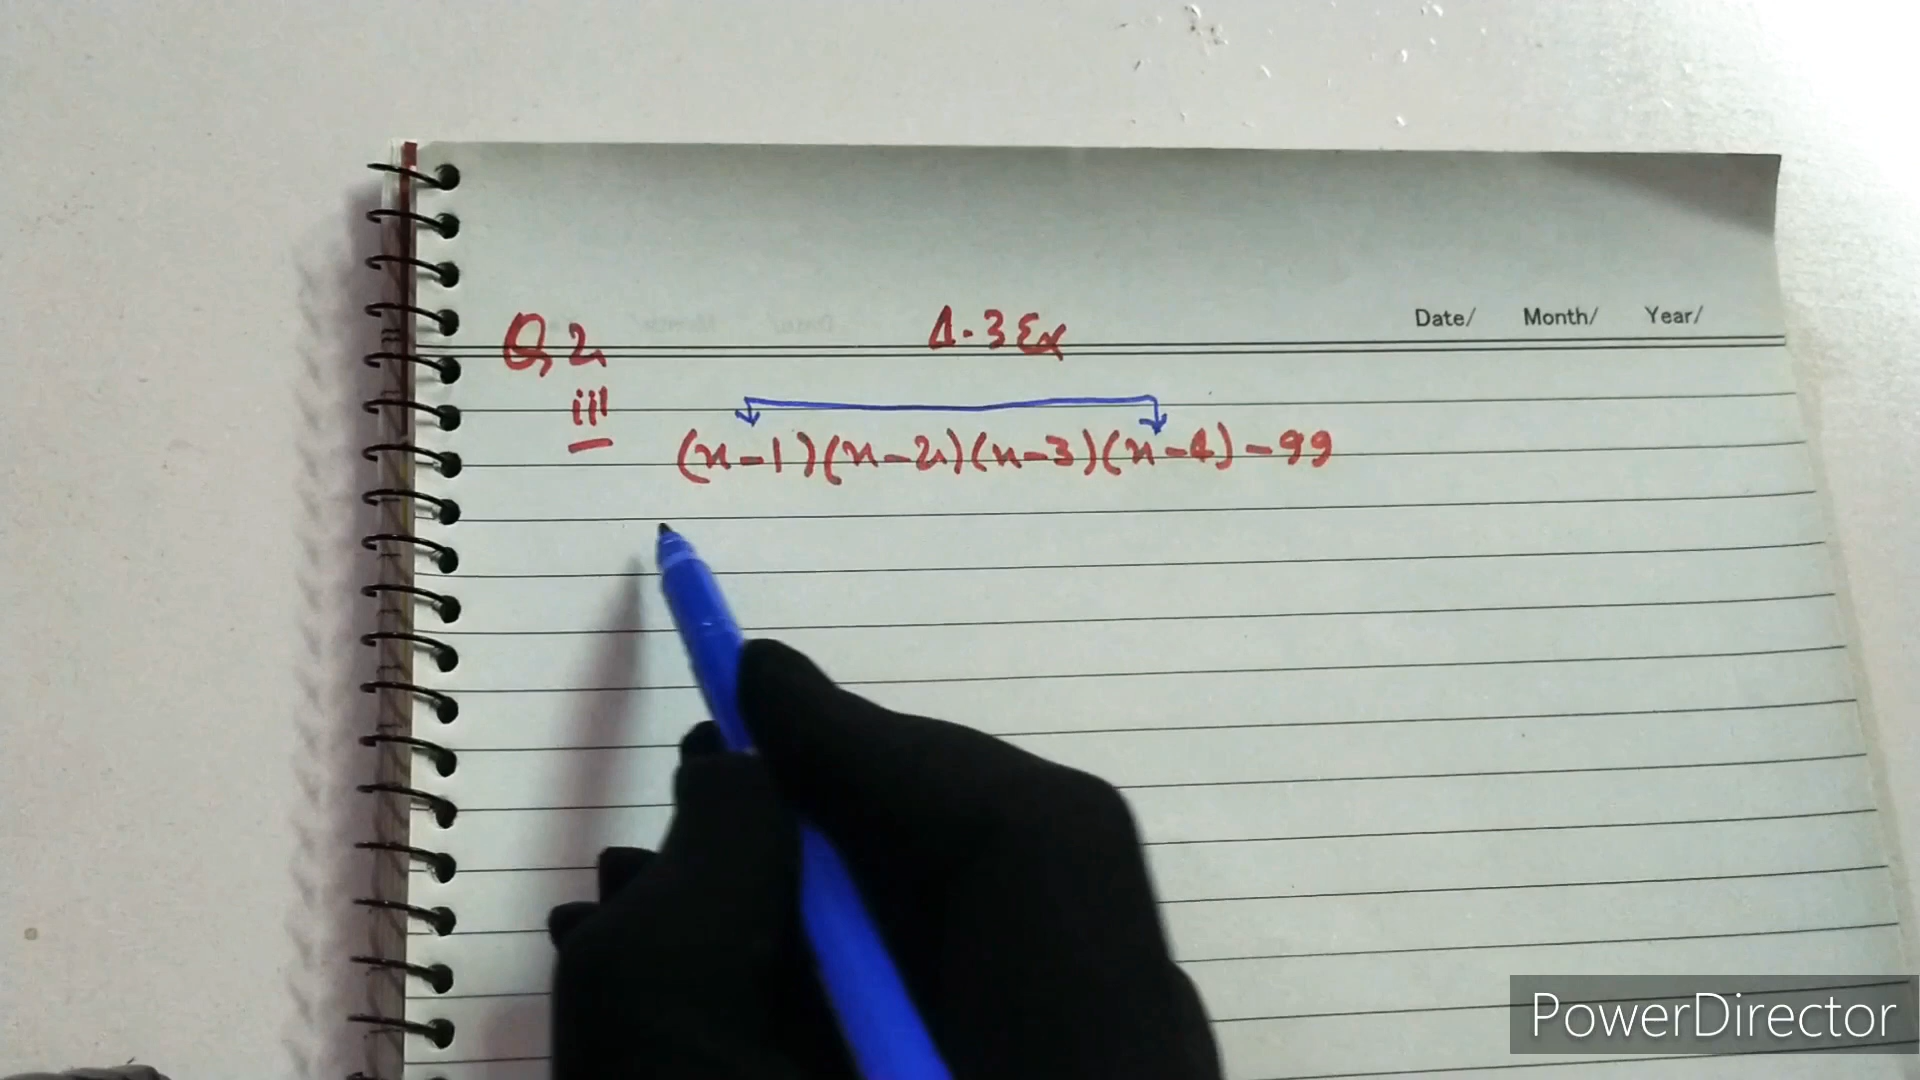 Date/ Month/ Year/
Q2 4.3 Ex
iii
(x-1)(x-2)(x-3)(x-4)-99
PowerDirector